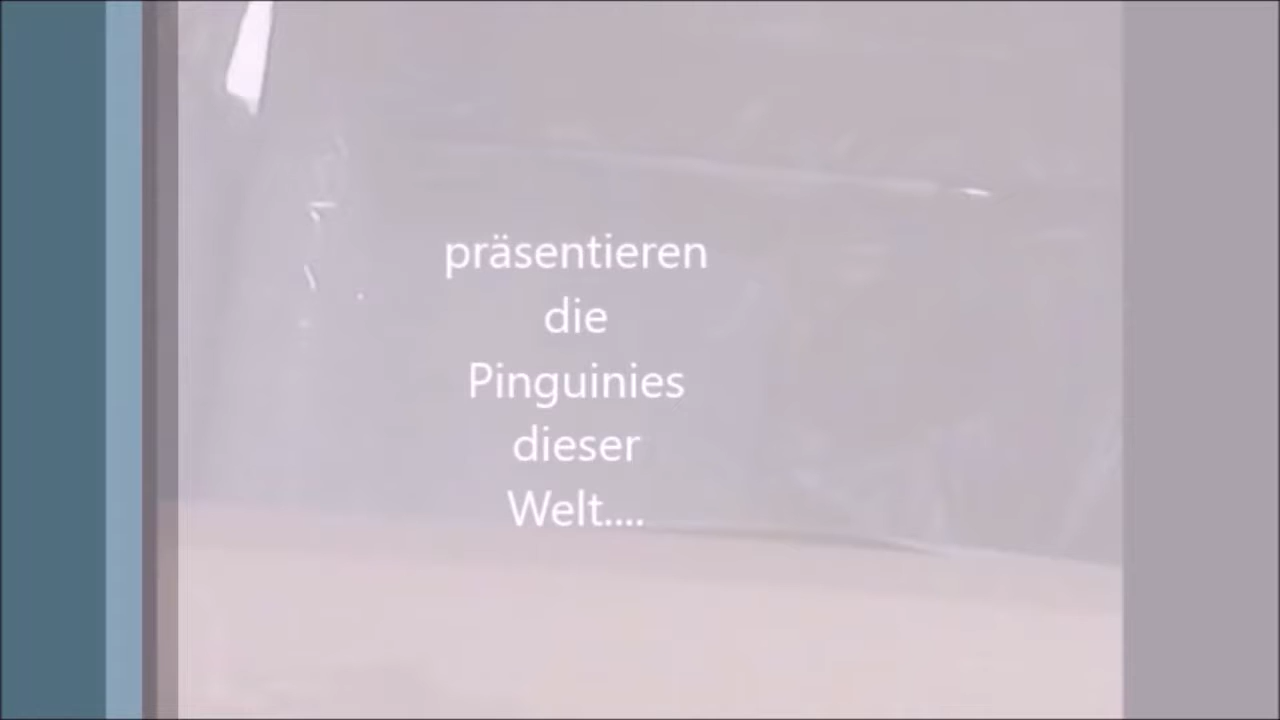 präsentieren
die
Pinguinies
dieser
Welt....